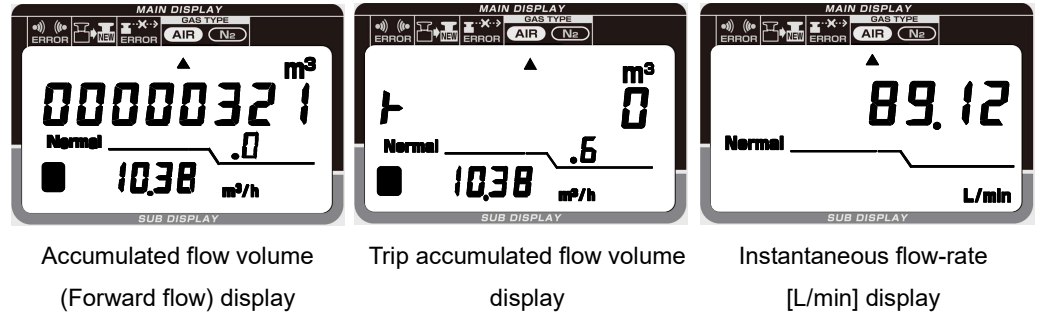 MAIN DISPLAY
GAS TYPE
ERROR NEW ERROR AIR N₂
m³
00000321
Normal .0
10.38 m³/h
SUB DISPLAY
Accumulated flow volume
(Forward flow) display
MAIN DISPLAY
GAS TYPE
ERROR NEW ERROR AIR N₂
m³
0
Normal .6
10.38 m³/h
SUB DISPLAY
Trip accumulated flow volume
display
MAIN DISPLAY
GAS TYPE
ERROR NEW ERROR AIR N₂
89.12
Normal
L/min
SUB DISPLAY
Instantaneous flow-rate
[L/min] display